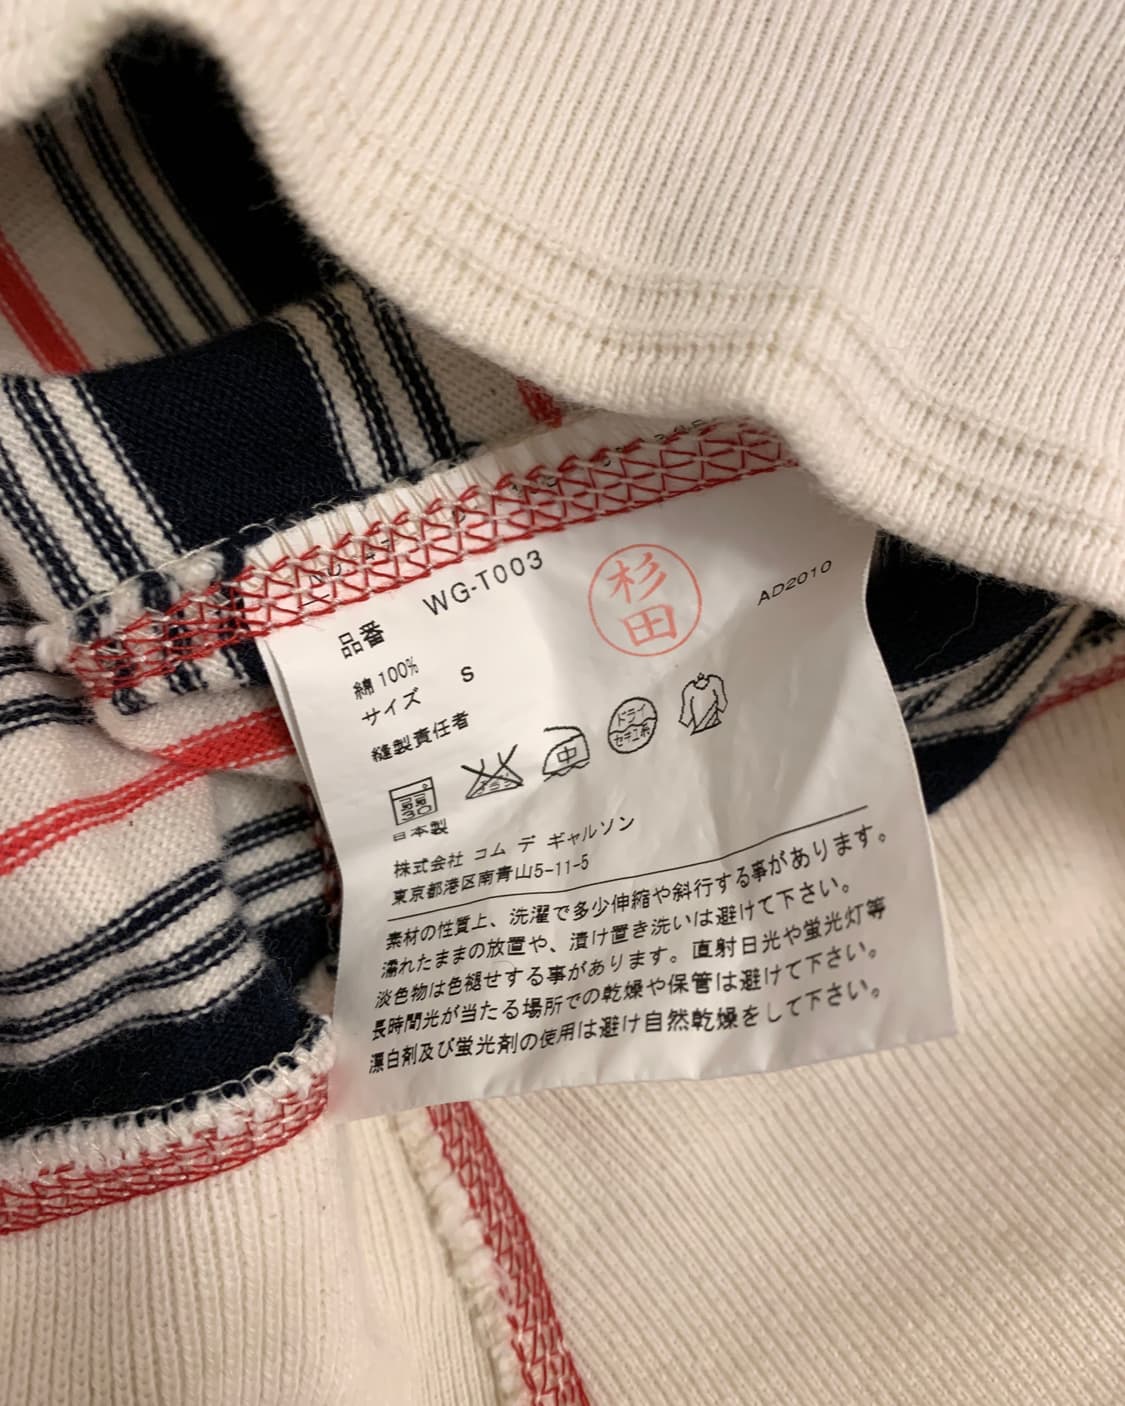 品番 WG-T003
杉田
AD2010
綿 100%
サイズ S
縫製責任者
ドライ
セキユ系
中
日本製
株式会社 コム デ ギャルソン
東京都港区南青山5-11-5
素材の性質上、洗濯で多少伸縮や斜行する事があります。
濡れたままの放置や、漬け置き洗いは避けて下さい。
淡色物は色褪せする事があります。直射日光や蛍光灯等
長時間光が当たる場所での乾燥や保管は避けて下さい。
漂白剤及び蛍光剤の使用は避け自然乾燥をして下さい。